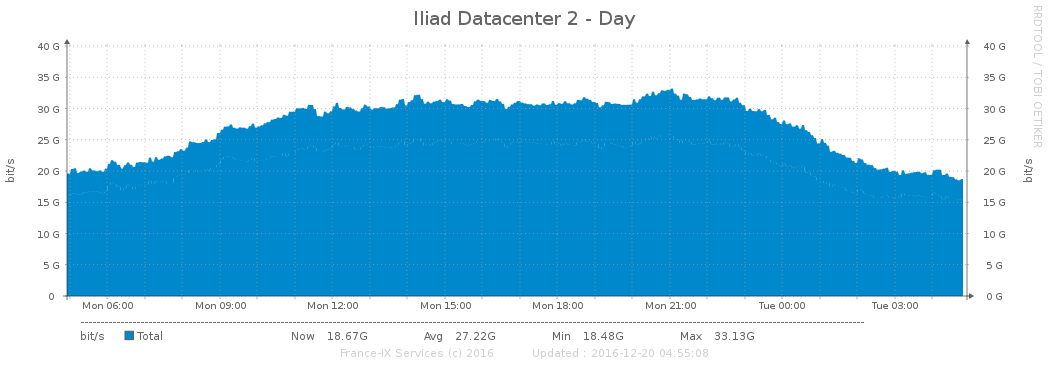 Iliad Datacenter 2 - Day
RRDTOOL / TOBI OETIKER
40 G 40 G
35 G 35 G
30 G 30 G
25 G 25 G
20 G 20 G
15 G 15 G
10 G 10 G
5 G 5 G
0 0 G
bit/s bit/s
Mon 06:00 Mon 09:00 Mon 12:00 Mon 15:00 Mon 18:00 Mon 21:00 Tue 00:00 Tue 03:00
bit/s Total Now 18.67G Avg 27.22G Min 18.48G Max 33.13G
France-IX Services (c) 2016 Updated : 2016-12-20 04:55:08